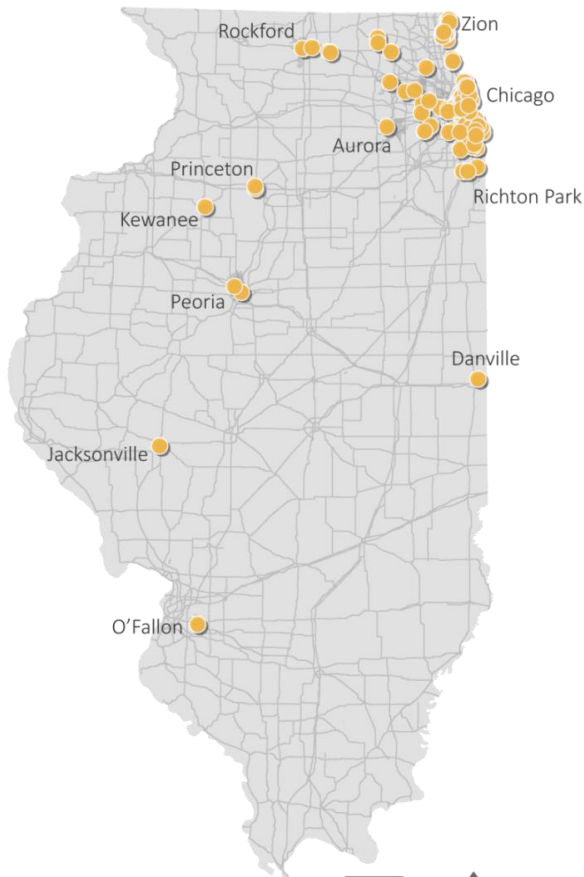 Rockford
Zion
Chicago
Aurora
Princeton
Richton Park
Kewanee
Peoria
Danville
Jacksonville
O'Fallon